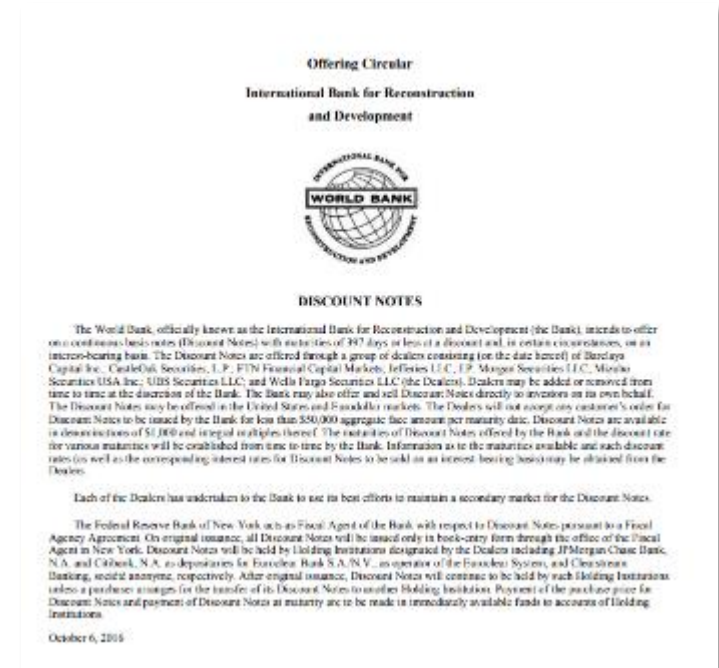 Offering Circular
International Bank for Reconstruction
and Development
INTERNATIONAL BANK FOR
WORLD BANK
RECONSTRUCTION AND DEVELOPMENT
DISCOUNT NOTES
The World Bank, officially known as the International Bank for Reconstruction and Development (the Bank), intends to offer
on a continuous basis notes (Discount Notes) with maturities of 397 days or less at a discount and, in certain circumstances, on an
interest-bearing basis. The Discount Notes are offered through a group of dealers consisting (on the date hereof) of Barclays
Capital Inc., CastleOak Securities, L.P., FTN Financial Capital Markets, Jefferies LLC, J.P. Morgan Securities LLC, Mizuho
Securities USA Inc., UBS Securities LLC; and Wells Fargo Securities LLC (the Dealers). Dealers may be added or removed from
time to time at the discretion of the Bank. The Bank may also offer and sell Discount Notes directly to investors on its own behalf.
The Discount Notes may be offered in the United States and Eurodollar markets. The Dealers will not accept any customer's order for
Discount Notes to be issued by the Bank for less than $50,000 aggregate face amount per maturity date. Discount Notes are available
in denominations of $1,000 and integral multiples thereof. The maturities of Discount Notes offered by the Bank and the discount rate
for various maturities will be established from time to time by the Bank. Information as to the maturities available and such discount
rates (as well as the corresponding interest rates for Discount Notes to be sold on an interest bearing basis) may be obtained from the
Dealers.
Each of the Dealers has undertaken to the Bank to use its best efforts to maintain a secondary market for the Discount Notes.
The Federal Reserve Bank of New York acts as Fiscal Agent of the Bank with respect to Discount Notes pursuant to a Fiscal
Agency Agreement. On original issuance, all Discount Notes will be issued only in book-entry form through the office of the Fiscal
Agent in New York. Discount Notes will be held by Holding Institutions designated by the Dealers including JPMorgan Chase Bank,
N.A. and Citibank, N.A. as depositaries for Euroclear Bank S.A./N.V., as operator of the Euroclear System, and Clearstream
Banking, société anonyme, respectively. After original issuance, Discount Notes will continue to be held by such Holding Institutions
unless a purchaser arranges for the transfer of its Discount Notes to another Holding Institution. Payment of the purchase price for
Discount Notes and payment of Discount Notes at maturity are to be made in immediately available funds to accounts of Holding
Institutions.
October 6, 2016